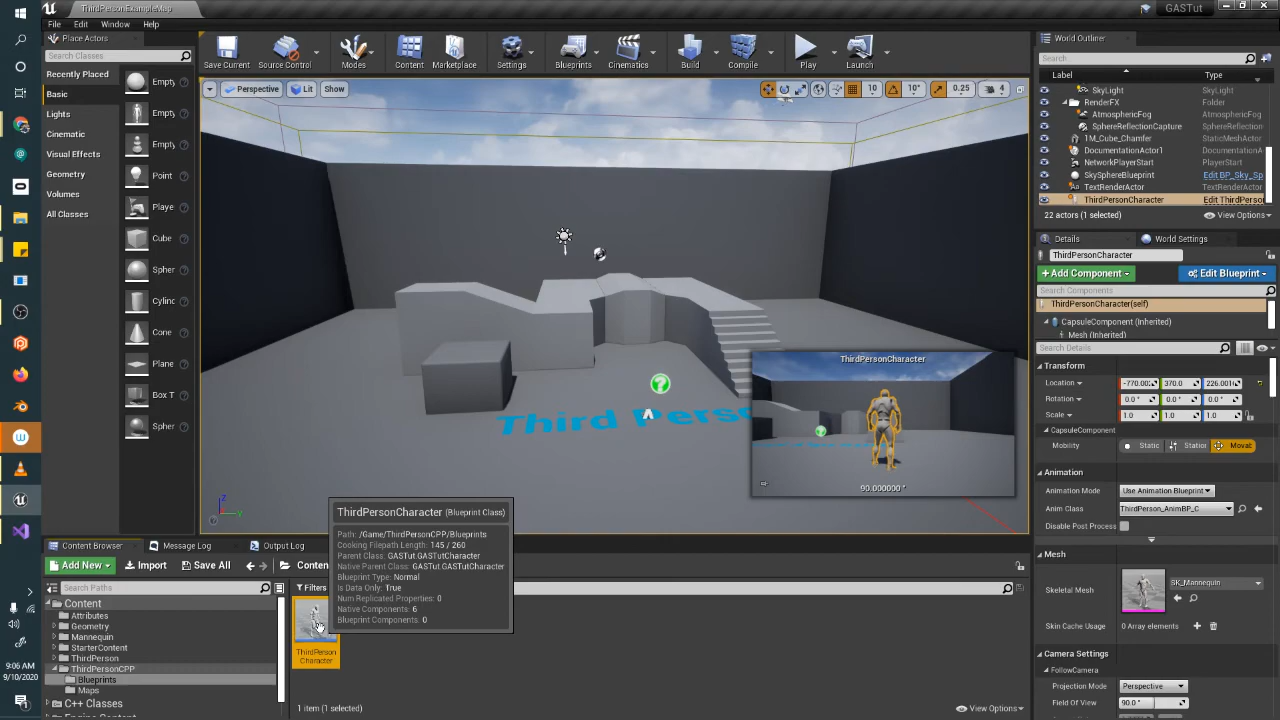 ThirdPersonExampleMap
GASTut
File Edit Window Help
Place Actors
Search Classes
Recently Placed
Basic
Lights
Cinematic
Visual Effects
Geometry
Volumes
All Classes
Empty
Empt
Empty
Point
Playe
Cube
Spher
Cylinc
Cone
Plane
Box T
Spher
Save Current
Source Control
Modes
Content
Marketplace
Settings
Blueprints
Cinematics
Build
Compile
Play
Launch
Perspective
Lit
Show
10
10°
0.25
4
Third Perso
ThirdPersonCharacter
90.000000 °
World Outliner
Search
Label Type
SkyLight SkyLight
RenderFX Folder
AtmosphericFog AtmosphericFog
SphereReflectionCapture SphereReflection
1M_Cube_Chamfer StaticMeshActor
DocumentationActor1 DocumentationA
NetworkPlayerStart PlayerStart
SkySphereBlueprint Edit BP_Sky_Sp
TextRenderActor TextRenderActor
ThirdPersonCharacter Edit ThirdPerso
22 actors (1 selected)
View Options
Details
World Settings
ThirdPersonCharacter
Add Component
Edit Blueprint
Search Components
ThirdPersonCharacter(self)
CapsuleComponent (Inherited)
Mesh (Inherited)
Search Details
Transform
Location 370.0
Rotation 0.0 ° 0.0 ° 0.0 °
Scale 1.0 1.0 1.0
CapsuleComponent
Mobility Static Station Movab
Animation
Animation Mode Use Animation Blueprint
Anim Class ThirdPerson_AnimBP_C
Disable Post Process
Mesh
Skeletal Mesh SK_Mannequin
Skin Cache Usage 0 Array elements
Camera Settings
FollowCamera
Projection Mode Perspective
Field Of View 90.0 °
Content Browser
Message Log
Output Log
Add New
Import
Save All
Conten
Search Paths
Filters
Content
Attributes
Geometry
Mannequin
StarterContent
ThirdPerson
ThirdPersonCPP
Blueprints
Maps
C++ Classes
Engine Content
ThirdPersonCharacter (Blueprint Class)
Path: /Game/ThirdPersonCPP/Blueprints
Cooking Filepath Length: 145 / 260
Parent Class: GASTut.GASTutCharacter
Native Parent Class: GASTut.GASTutCharacter
Blueprint Type: Normal
Is Data Only: True
Num Replicated Properties: 0
Native Components: 6
Blueprint Components: 0
ThirdPerson
Character
1 item (1 selected)
View Options
9:06 AM
9/10/2020